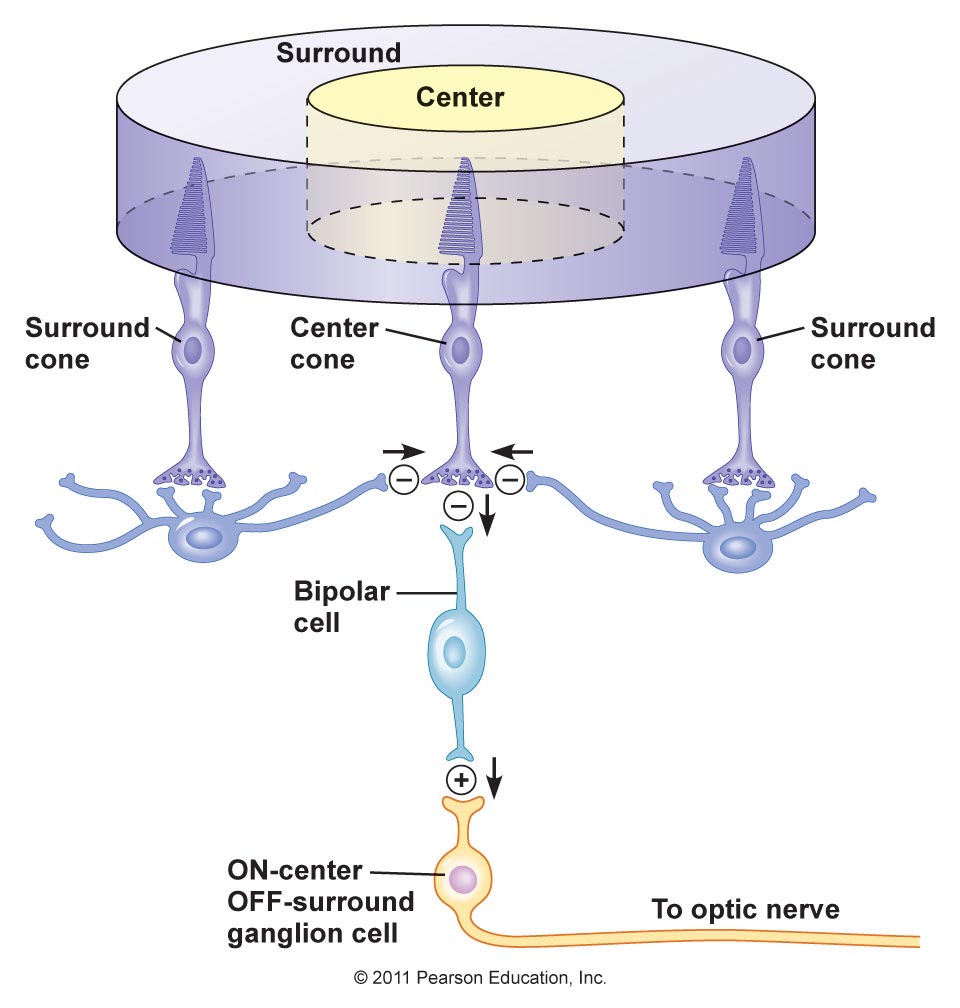 Surround
Center
Surround
cone
Center
cone
Surround
cone
−
−
−
Bipolar
cell
+
ON-center
OFF-surround
ganglion cell
To optic nerve
© 2011 Pearson Education, Inc.